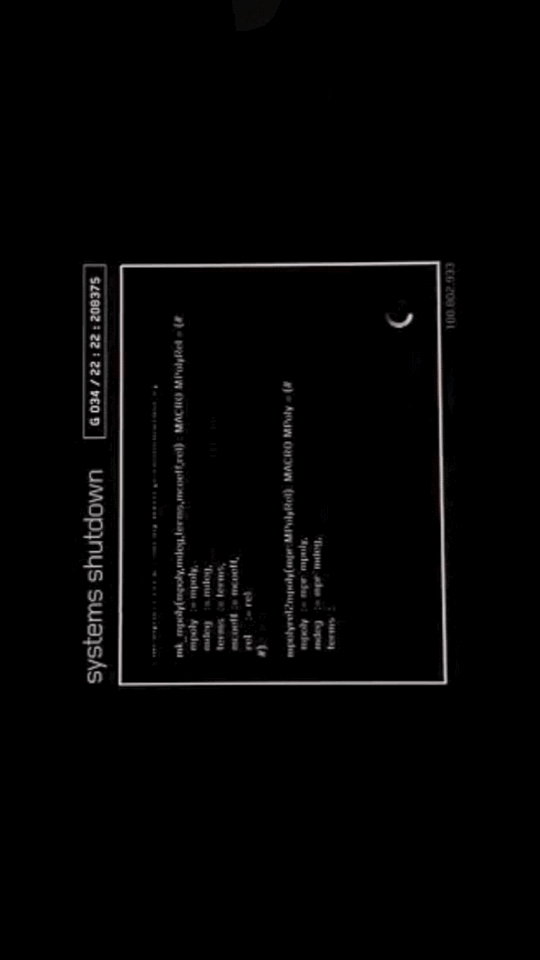 systems shutdown
G 034 / 22 : 22 : 208375
mk_mpoly(mpoly,mdeg,terms,mcoeff,rel) : MACRO MPolyRel = (#
mpoly := mpoly,
mdeg := mdeg,
terms := terms,
mcoeff := mcoeff,
rel := rel
#)
mpolyrel2mpoly(mpr:MPolyRel): MACRO MPoly = (#
mpoly := mpr`mpoly,
mdeg := mpr`mdeg,
terms :
100.002.933